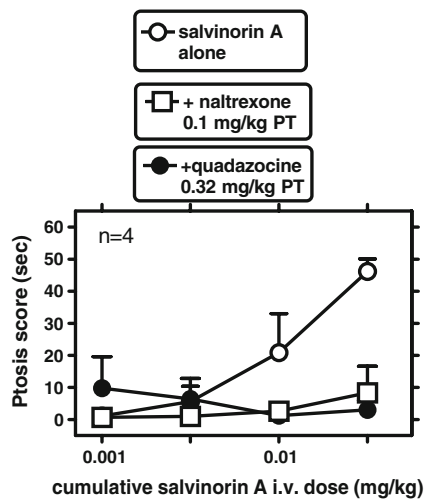 salvinorin A
alone
+ naltrexone
0.1 mg/kg PT
+quadazocine
0.32 mg/kg PT
n=4
Ptosis score (sec)
60
50
40
30
20
10
0
0.001
0.01
cumulative salvinorin A i.v. dose (mg/kg)